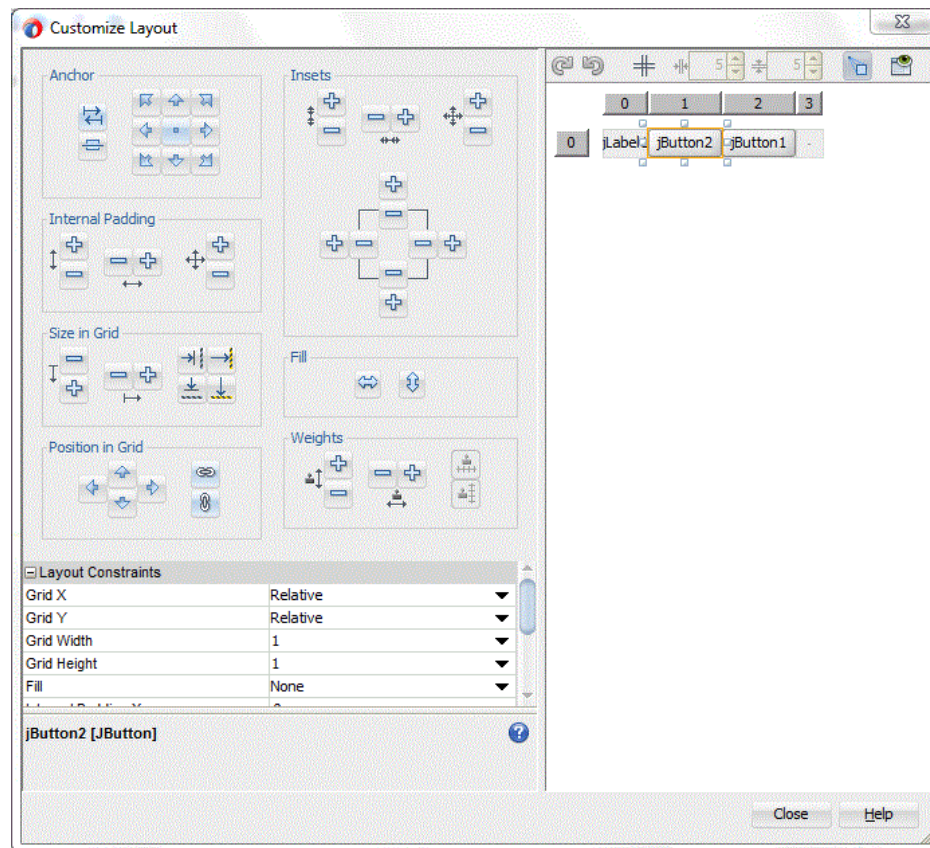 Customize Layout
Anchor
Insets
Internal Padding
Size in Grid
Fill
Position in Grid
Weights
Layout Constraints
Grid X Relative
Grid Y Relative
Grid Width 1
Grid Height 1
Fill None
jButton2 [JButton]
?
5 5
0 1 2 3
0 jLabel jButton2 jButton1
Close Help